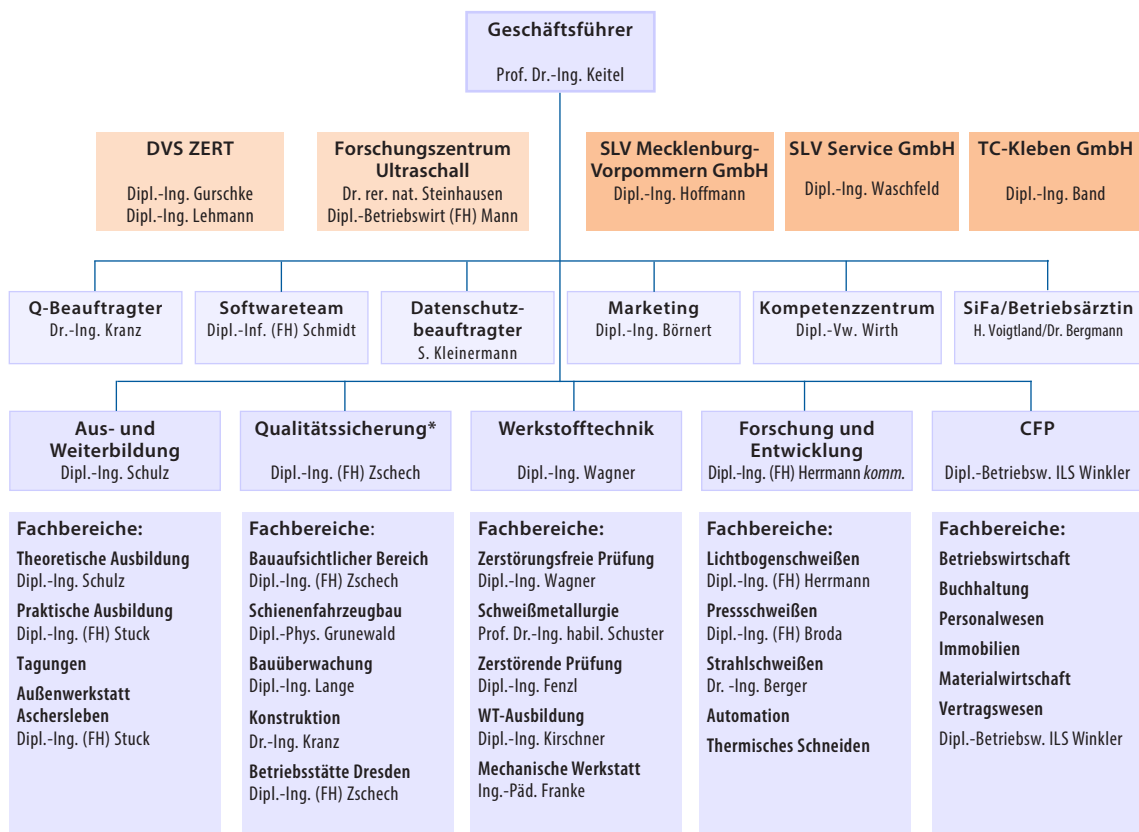 Geschäftsführer
Prof. Dr.-Ing. Keitel
DVS ZERT
Dipl.-Ing. Gurschke
Dipl.-Ing. Lehmann
Forschungszentrum
Ultraschall
Dr. rer. nat. Steinhausen
Dipl.-Betriebswirt (FH) Mann
SLV Mecklenburg-
Vorpommern GmbH
Dipl.-Ing. Hoffmann
SLV Service GmbH
Dipl.-Ing. Waschfeld
TC-Kleben GmbH
Dipl.-Ing. Band
Q-Beauftragter
Dr.-Ing. Kranz
Softwareteam
Dipl.-Inf. (FH) Schmidt
Datenschutz-
beauftragter
S. Kleinermann
Marketing
Dipl.-Ing. Börnert
Kompetenzzentrum
Dipl.-Vw. Wirth
SiFa/Betriebsärztin
H. Voigtland/Dr. Bergmann
Aus- und
Weiterbildung
Dipl.-Ing. Schulz
Qualitätssicherung*
Dipl.-Ing. (FH) Zschech
Werkstofftechnik
Dipl.-Ing. Wagner
Forschung und
Entwicklung
Dipl.-Ing. (FH) Herrmann komm.
CFP
Dipl.-Betriebsw. ILS Winkler
Fachbereiche:
Theoretische Ausbildung
Dipl.-Ing. Schulz
Praktische Ausbildung
Dipl.-Ing. (FH) Stuck
Tagungen
Außenwerkstatt
Aschersleben
Dipl.-Ing. (FH) Stuck
Fachbereiche:
Bauaufsichtlicher Bereich
Dipl.-Ing. (FH) Zschech
Schienenfahrzeugbau
Dipl.-Phys. Grunewald
Bauüberwachung
Dipl.-Ing. Lange
Konstruktion
Dr.-Ing. Kranz
Betriebsstätte Dresden
Dipl.-Ing. (FH) Zschech
Fachbereiche:
Zerstörungsfreie Prüfung
Dipl.-Ing. Wagner
Schweißmetallurgie
Prof. Dr.-Ing. habil. Schuster
Zerstörende Prüfung
Dipl.-Ing. Fenzl
WT-Ausbildung
Dipl.-Ing. Kirschner
Mechanische Werkstatt
Ing.-Päd. Franke
Fachbereiche:
Lichtbogenschweißen
Dipl.-Ing. (FH) Herrmann
Pressschweißen
Dipl.-Ing. (FH) Broda
Strahlschweißen
Dr. -Ing. Berger
Automation
Thermisches Schneiden
Fachbereiche:
Betriebswirtschaft
Buchhaltung
Personalwesen
Immobilien
Materialwirtschaft
Vertragswesen
Dipl.-Betriebsw. ILS Winkler